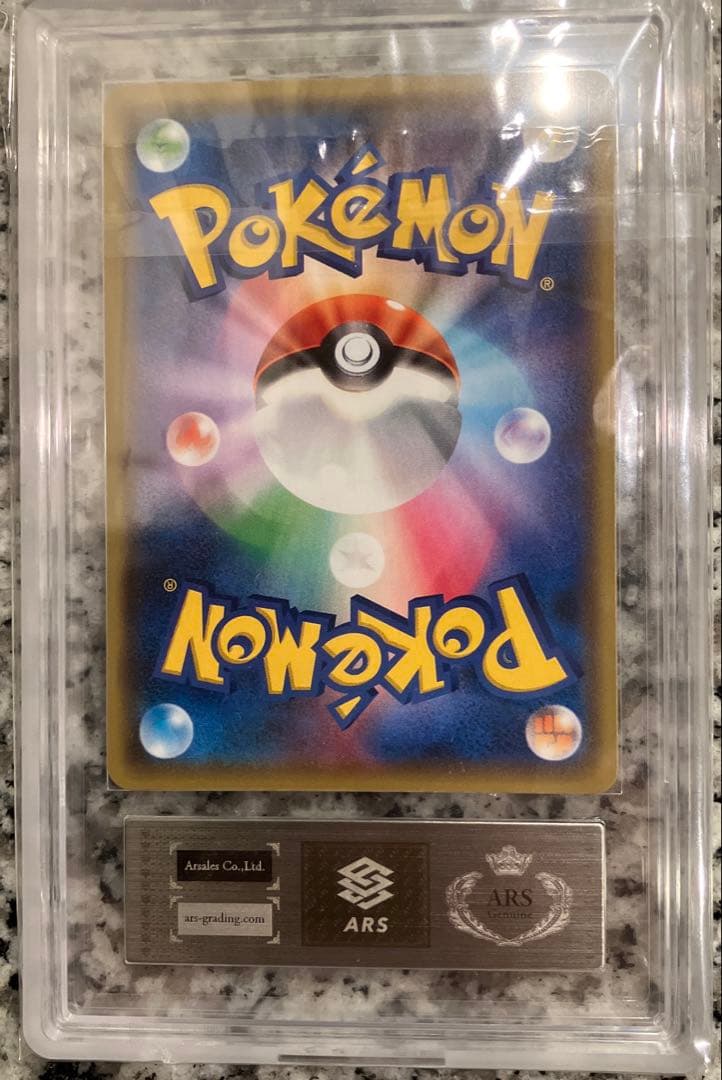 POKéMON
®
®
POKéMON
Arsales Co.,Ltd.
ars-grading.com
ARS
ARS
Genuine